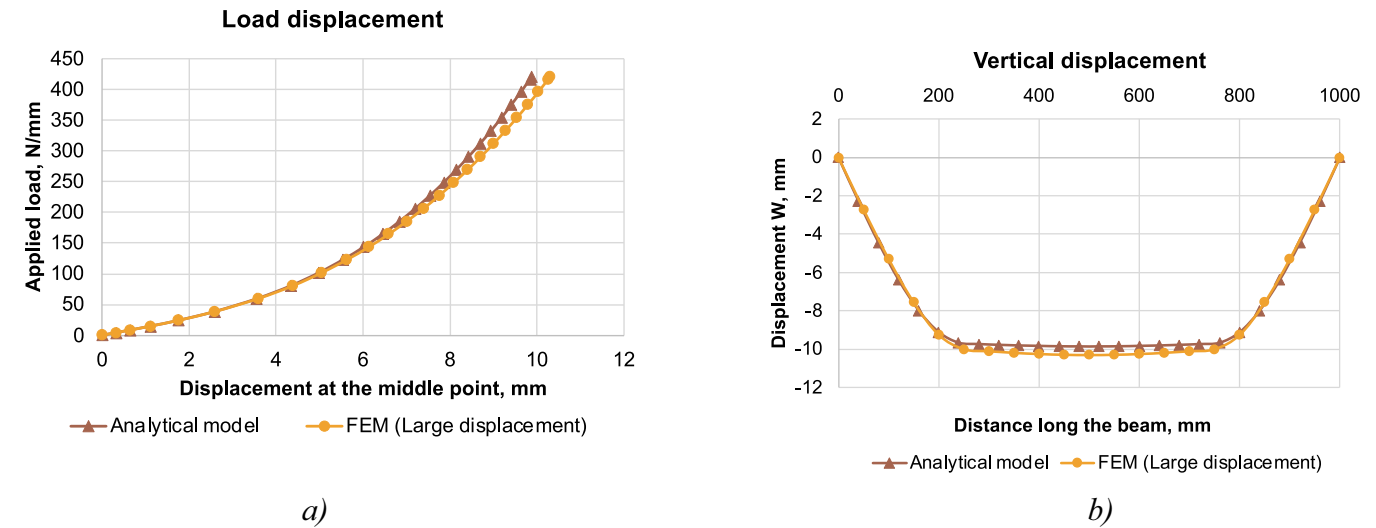 Load displacement
450
400
350
300
250
200
150
100
50
0
0 2 4 6 8 10 12
Applied load, N/mm
Displacement at the middle point, mm
Analytical model FEM (Large displacement)
a)
Vertical displacement
0 200 400 600 800 1000
2
0
-2
-4
-6
-8
-10
-12
Displacement W, mm
Distance long the beam, mm
Analytical model FEM (Large displacement)
b)